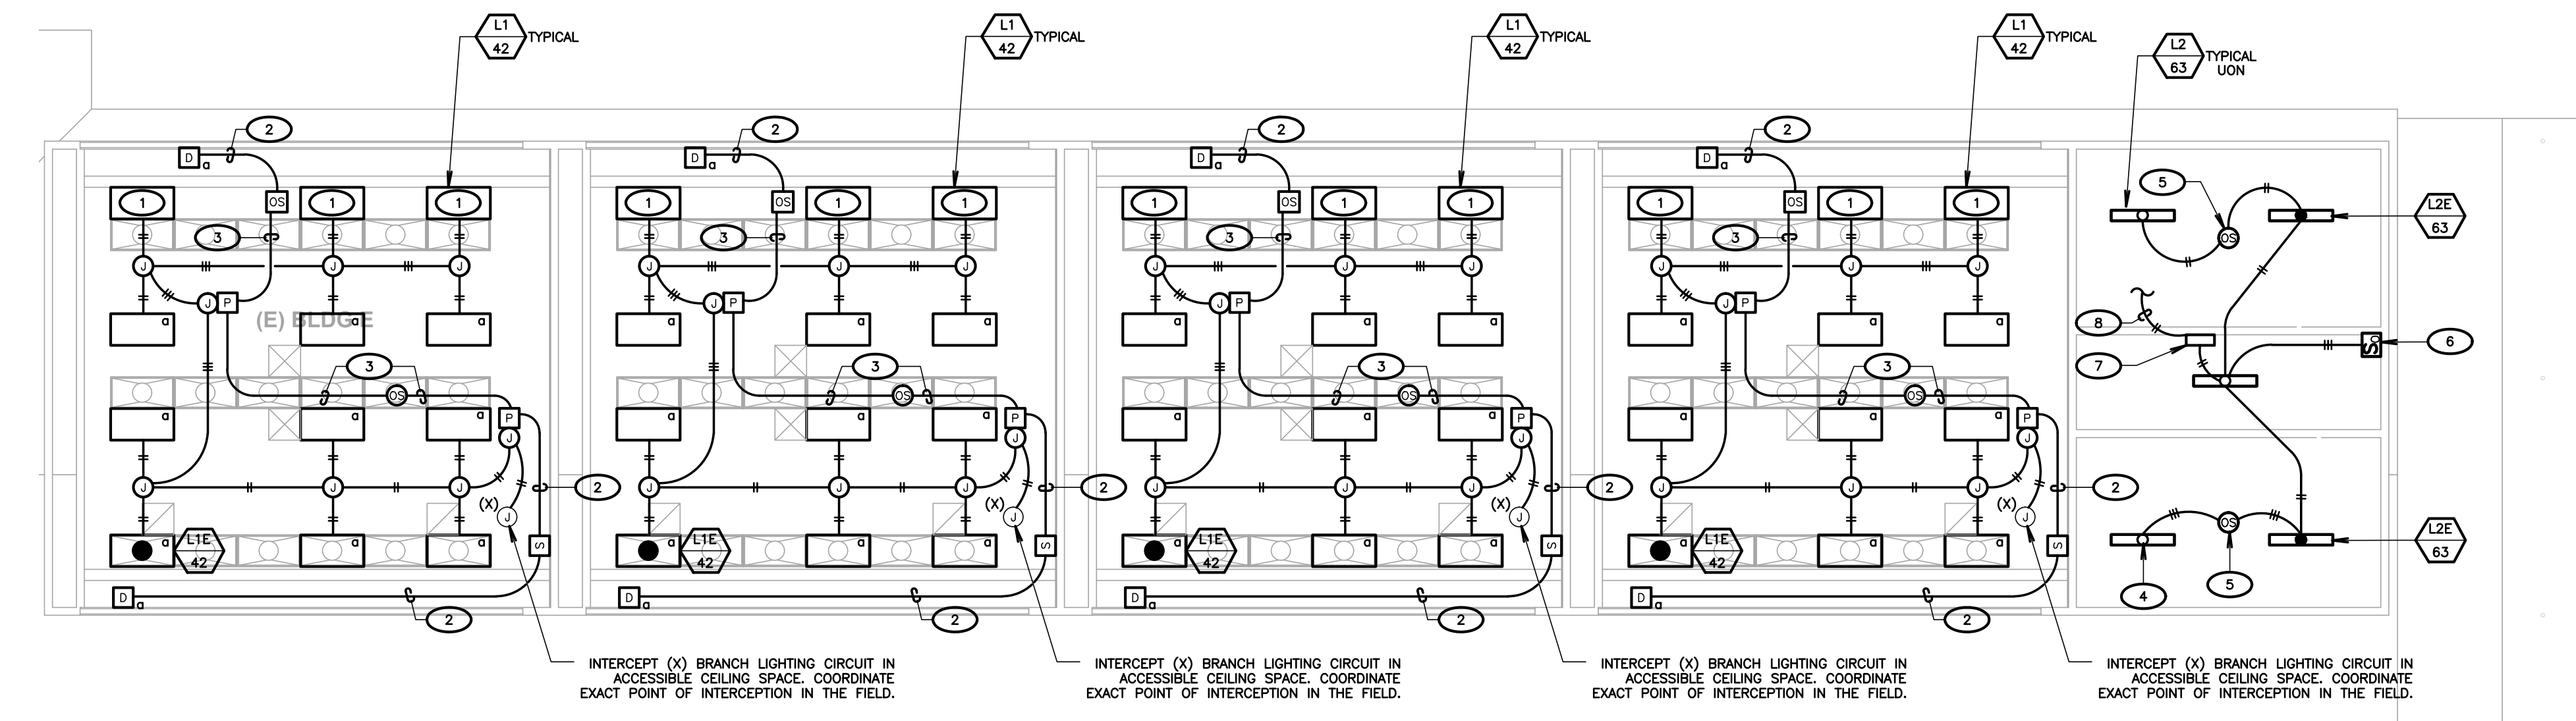 L1
42
TYPICAL
L1
42
TYPICAL
L1
42
TYPICAL
L1
42
TYPICAL
L2
63
TYPICAL
UON
2
D
a
OS
1
1
1
3
J
J
J
J
P
(E) BLDG E
a
a
a
3
OS
P
J
a
a
a
J
J
J
2
(X)
J
a
L1E
42
a
a
S
D
a
2
2
D
a
OS
1
1
1
3
J
J
J
J
P
a
a
a
3
OS
P
J
a
a
a
J
J
J
2
(X)
J
a
L1E
42
a
a
S
D
a
2
2
D
a
OS
1
1
1
3
J
J
J
J
P
a
a
a
3
OS
P
J
a
a
a
J
J
J
2
(X)
J
a
L1E
42
a
a
S
D
a
2
2
D
a
OS
1
1
1
3
J
J
J
J
P
a
a
a
3
OS
P
J
a
a
a
J
J
J
2
(X)
J
a
L1E
42
a
a
S
D
a
2
5
OS
L2E
63
8
7
6
OS
L2E
63
4
5
INTERCEPT (X) BRANCH LIGHTING CIRCUIT IN
ACCESSIBLE CEILING SPACE. COORDINATE
EXACT POINT OF INTERCEPTION IN THE FIELD.
INTERCEPT (X) BRANCH LIGHTING CIRCUIT IN
ACCESSIBLE CEILING SPACE. COORDINATE
EXACT POINT OF INTERCEPTION IN THE FIELD.
INTERCEPT (X) BRANCH LIGHTING CIRCUIT IN
ACCESSIBLE CEILING SPACE. COORDINATE
EXACT POINT OF INTERCEPTION IN THE FIELD.
INTERCEPT (X) BRANCH LIGHTING CIRCUIT IN
ACCESSIBLE CEILING SPACE. COORDINATE
EXACT POINT OF INTERCEPTION IN THE FIELD.